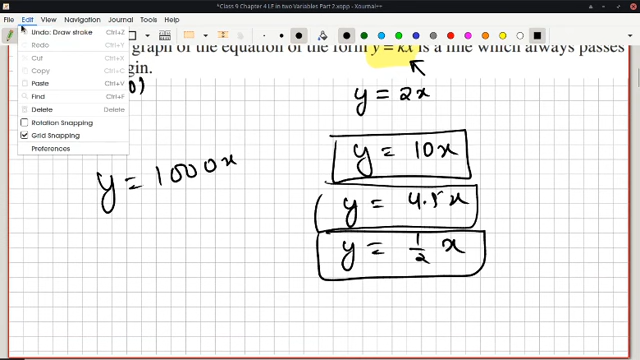 *Class 9 Chapter 4 LE in two Variables Part 2.xopp - Xournal++
File Edit View Navigation Journal Tools Help
Undo: Draw stroke Ctrl+Z
Redo Ctrl+Y
Cut Ctrl+X
Copy Ctrl+C
Paste Ctrl+V
Find Ctrl+F
Delete Delete
Rotation Snapping
Grid Snapping
Preferences
graph of the equation of the form y = kx is a line which always passes
gin.
0)
y = 2x
y = 10x
y = 1000x
y = 4.5x
y = 1/2 x